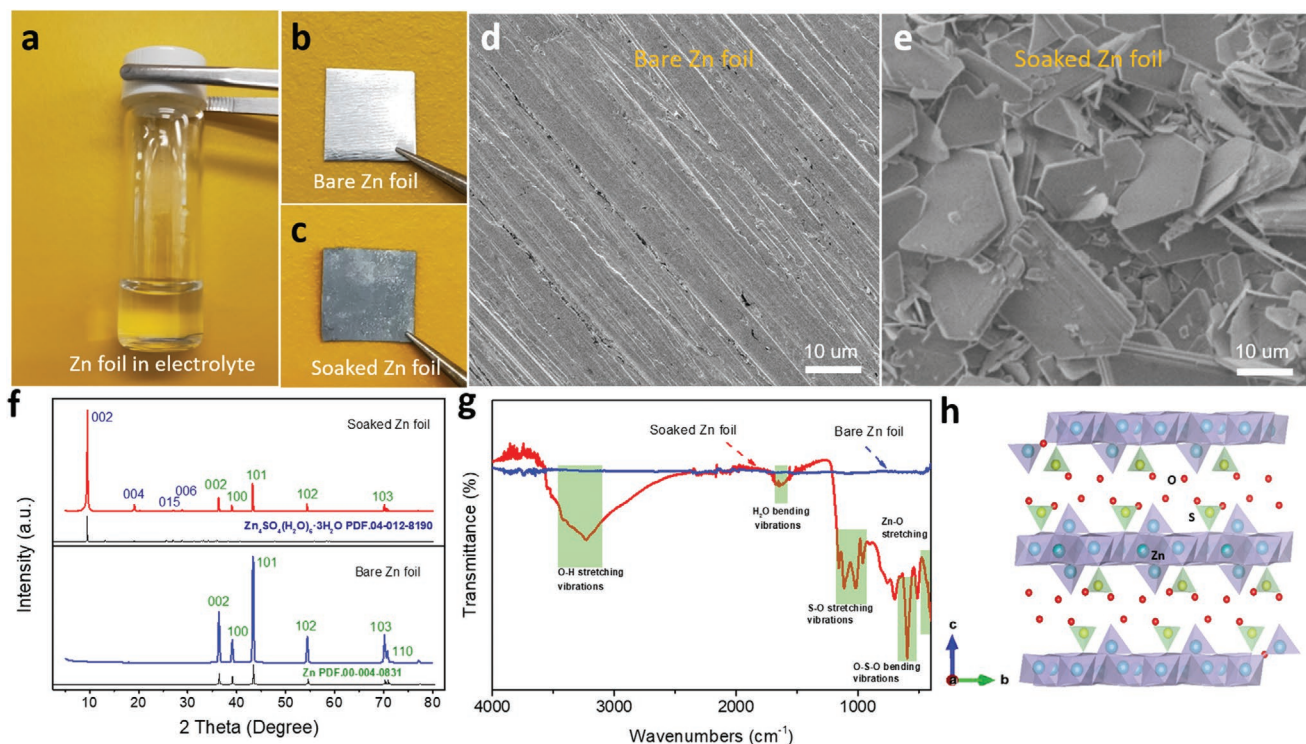 a
Zn foil in electrolyte
b
Bare Zn foil
c
Soaked Zn foil
d
Bare Zn foil
10 um
e
Soaked Zn foil
10 um
f
Intensity (a.u.)
002
Soaked Zn foil
004
015
006
002
100
101
102
103
Zn₄SO₄(H₂O)₆·3H₂O PDF.04-012-8190
Bare Zn foil
002
100
101
102
103
110
Zn PDF.00-004-0831
10 20 30 40 50 60 70 80
2 Theta (Degree)
g
Transmittance (%)
Soaked Zn foil
Bare Zn foil
O-H stretching
vibrations
H₂O bending
vibrations
Zn-O
stretching
S-O stretching
vibrations
O-S-O bending
vibrations
4000 3000 2000 1000
Wavenumbers (cm⁻¹)
h
O
S
Zn
c
a
b